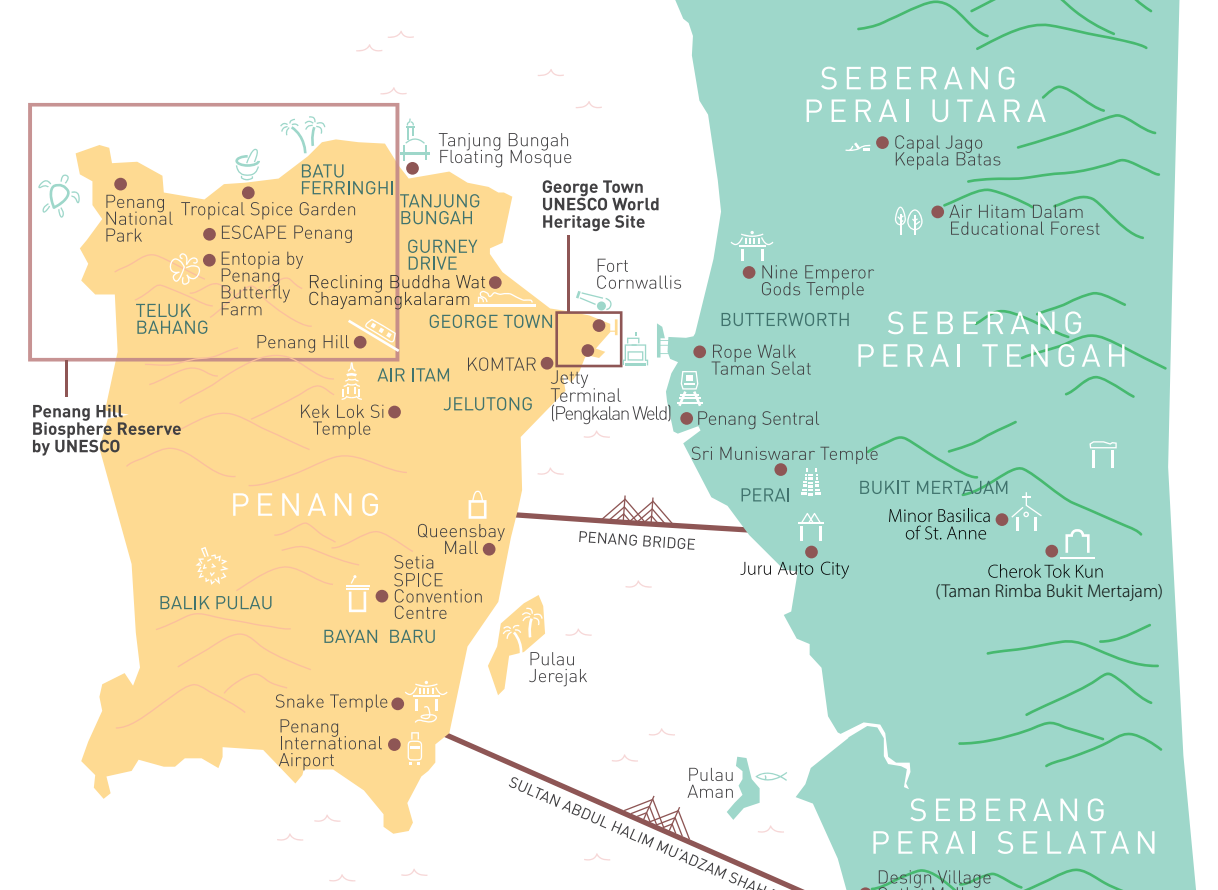 SEBERANG
PERAI UTARA
Capal Jago
Kepala Batas
Air Hitam Dalam
Educational Forest
Tanjung Bungah
Floating Mosque
BATU
FERRINGHI
TANJUNG
BUNGAH
Penang
National
Park
Tropical Spice Garden
ESCAPE Penang
Entopia by
Penang
Butterfly
Farm
TELUK
BAHANG
GURNEY
DRIVE
Reclining Buddha Wat
Chayamangkalaram
George Town
UNESCO World
Heritage Site
Fort
Cornwallis
GEORGE TOWN
Penang Hill
Penang Hill
Biosphere Reserve
by UNESCO
AIR ITAM
KOMTAR
Jetty
Terminal
(Pengkalan Weld)
JELUTONG
Kek Lok Si
Temple
Nine Emperor
Gods Temple
BUTTERWORTH
SEBERANG
PERAI TENGAH
Rope Walk
Taman Selat
Penang Sentral
Sri Muniswarar Temple
PERAI
BUKIT MERTAJAM
Minor Basilica
of St. Anne
Juru Auto City
Cherok Tok Kun
(Taman Rimba Bukit Mertajam)
PENANG
PENANG BRIDGE
Queensbay
Mall
Setia
SPICE
Convention
Centre
BALIK PULAU
BAYAN BARU
Pulau
Jerejak
Snake Temple
Penang
International
Airport
Pulau
Aman
SULTAN ABDUL HALIM MU'ADZAM SHAH
SEBERANG
PERAI SELATAN
Design Village